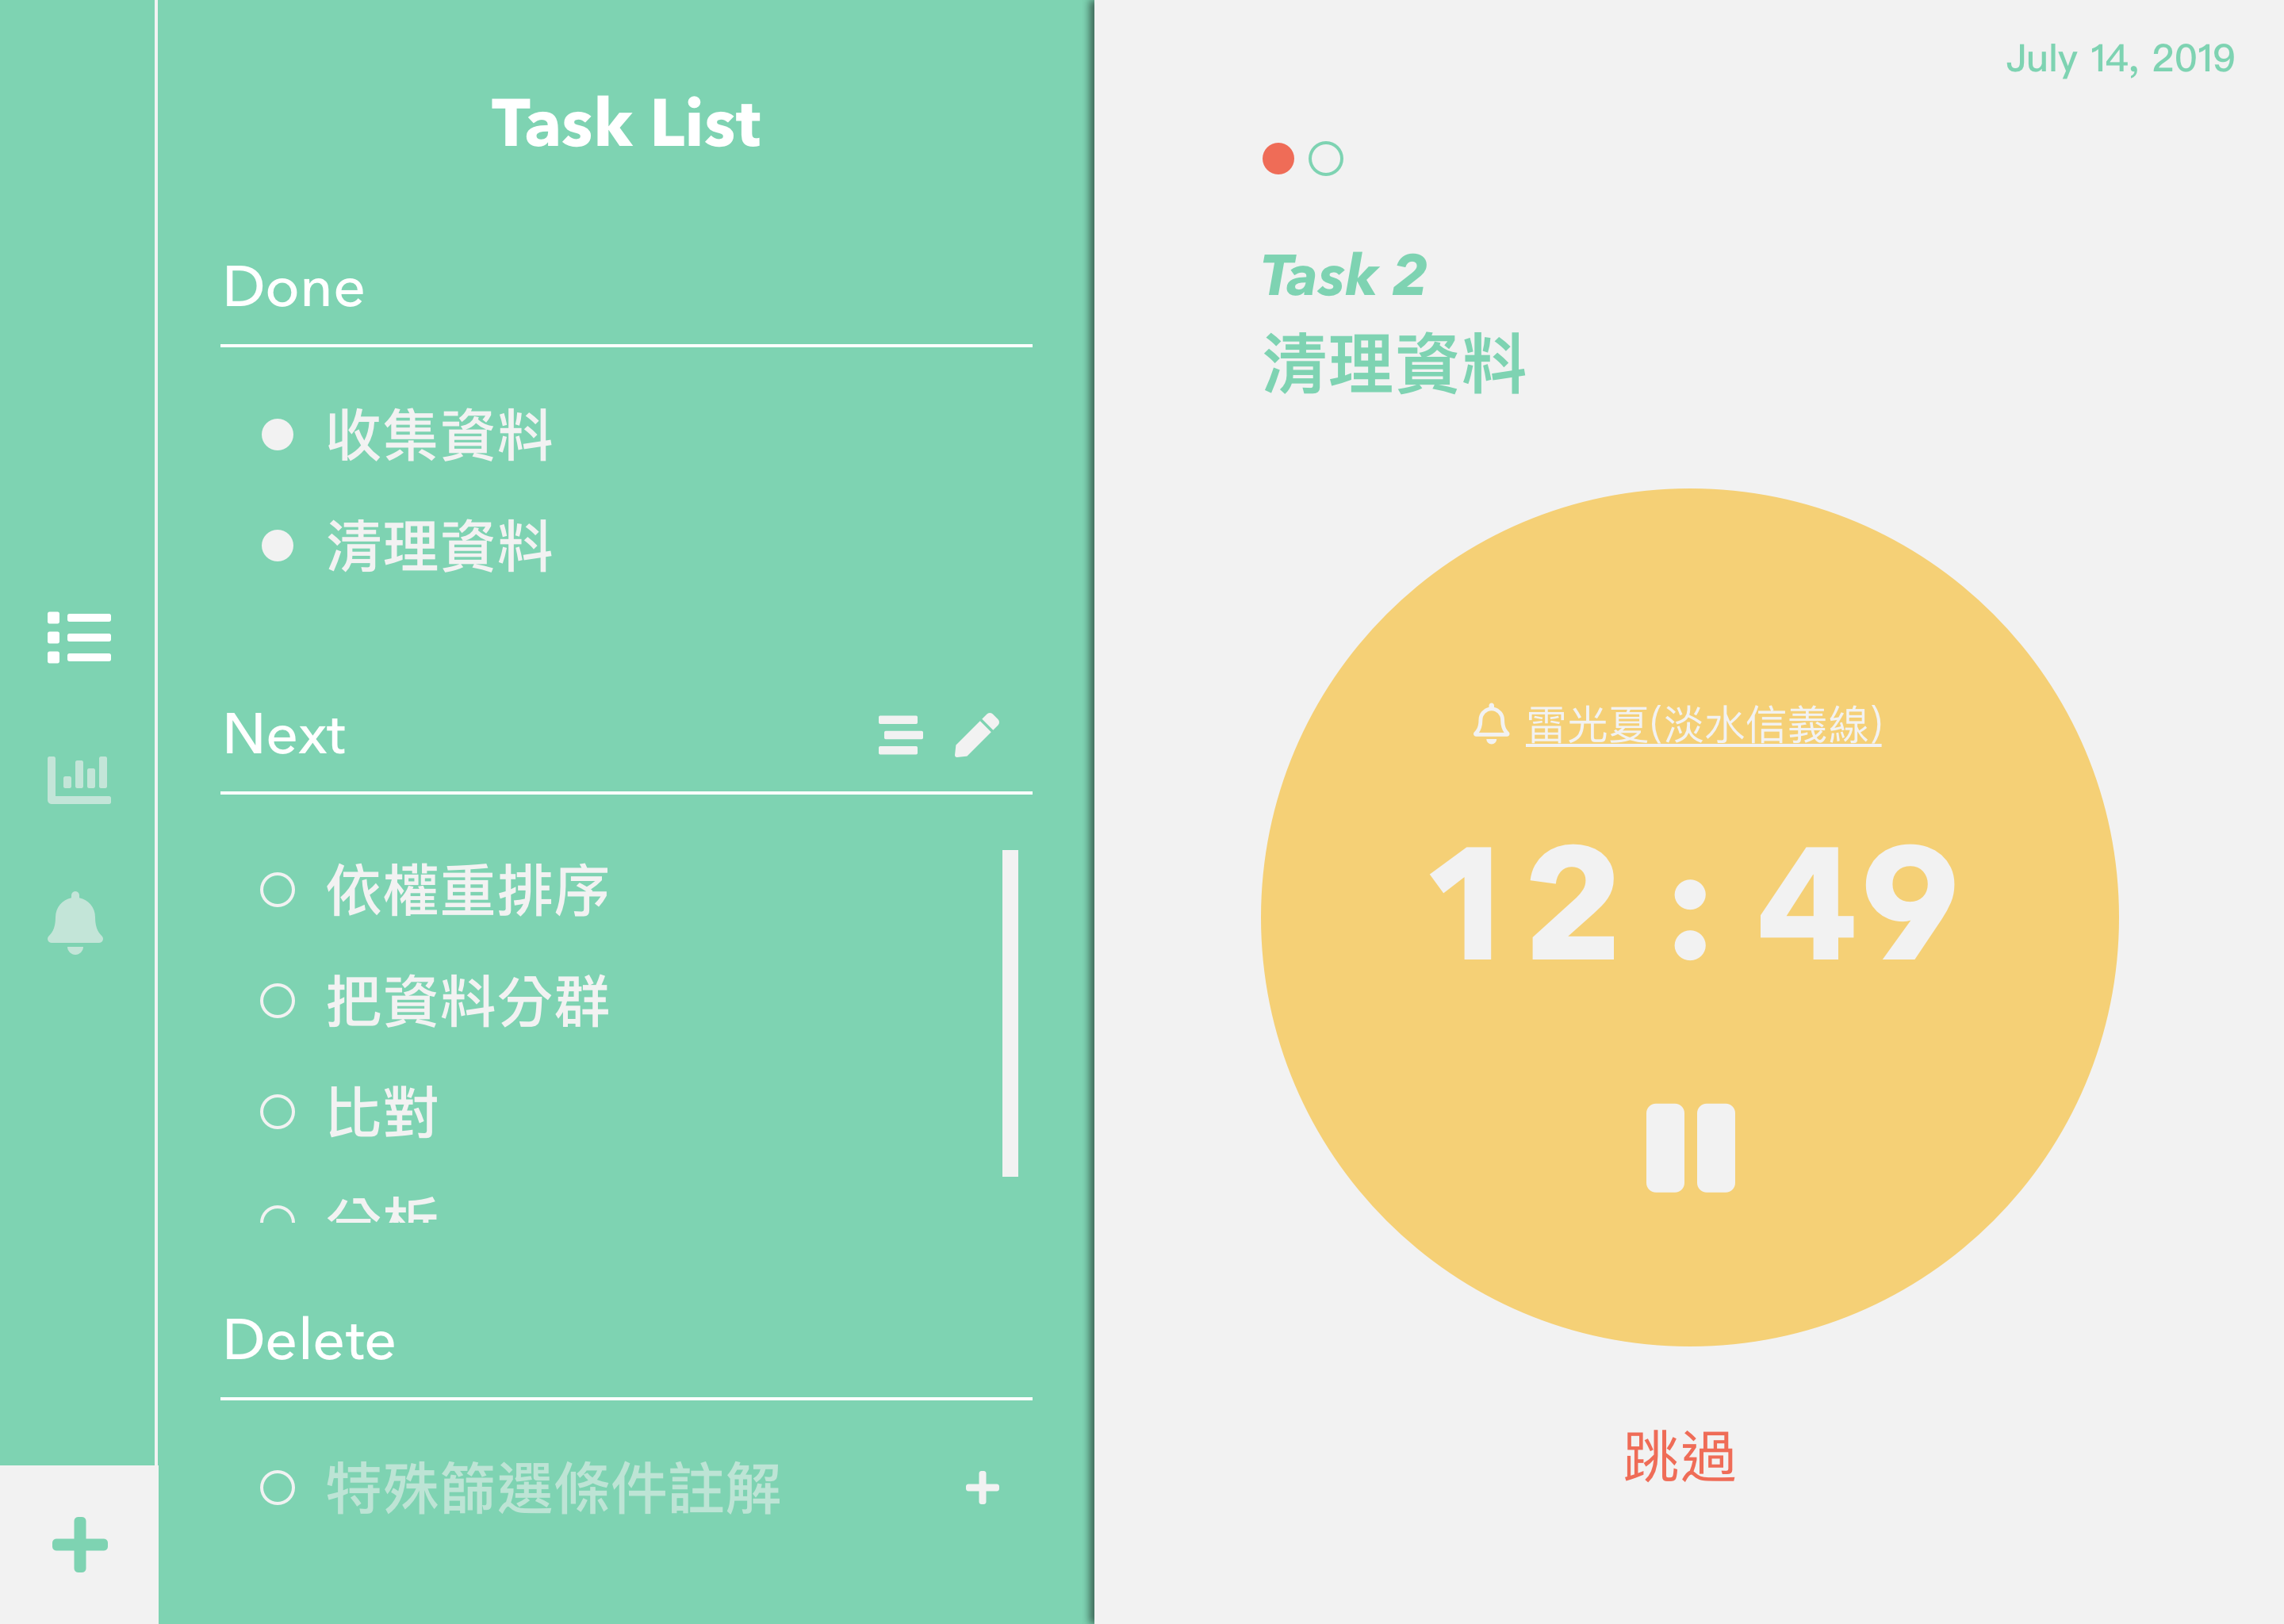 Task List
Done
收集資料
清理資料
Next
依權重排序
把資料分群
比對
分析
Delete
特殊篩選條件註解
July 14, 2019
Task 2
清理資料
雷光夏(淡水信義線)
12 : 49
跳過